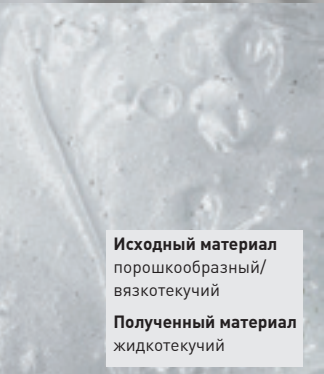 Исходный материал
порошкообразный/
вязкотекучий
Полученный материал
жидкотекучий